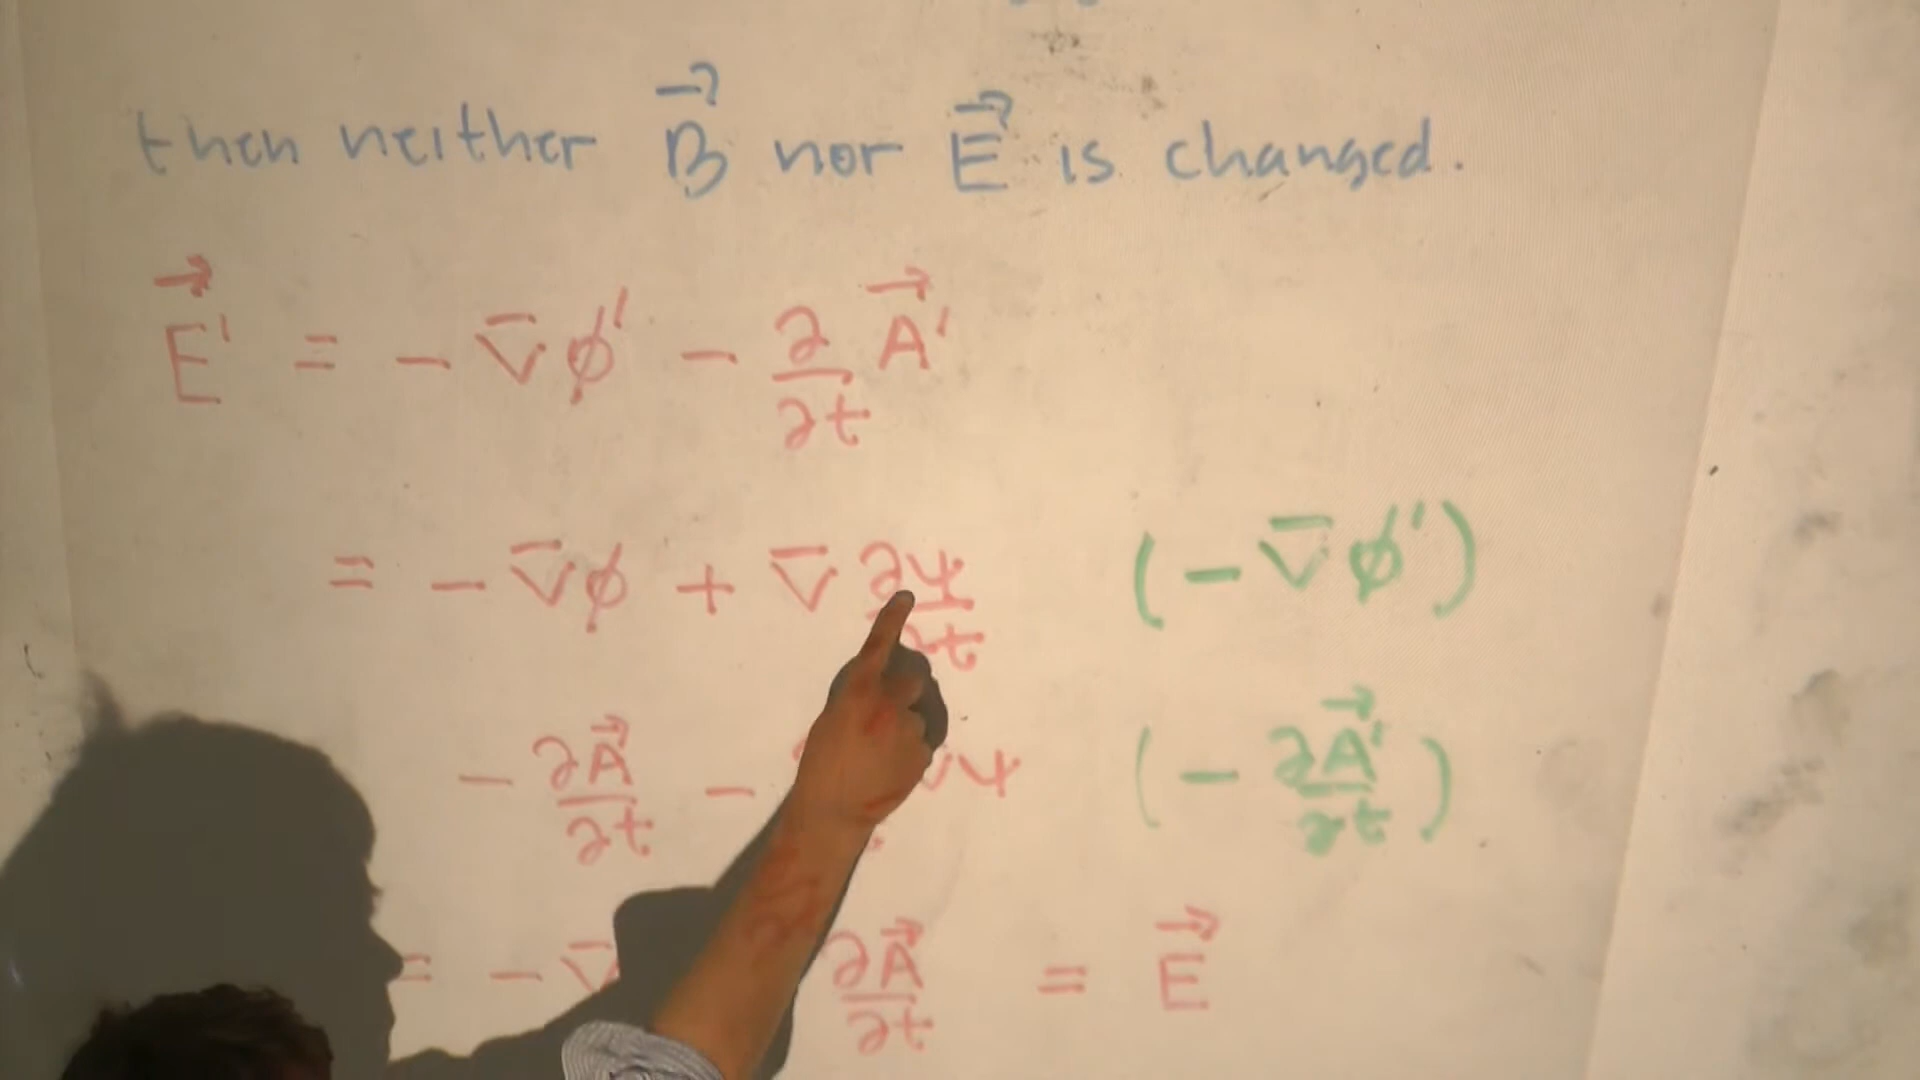 then neither B⃗ nor E⃗ is changed.
E⃗' = - ∇φ' - ∂/∂t A⃗'
= - ∇φ + ∇ ∂ψ/∂t (-∇φ')
- ∂A⃗/∂t - ψ (- ∂A⃗'/∂t)
= - ∇ ∂A⃗/∂t = E⃗